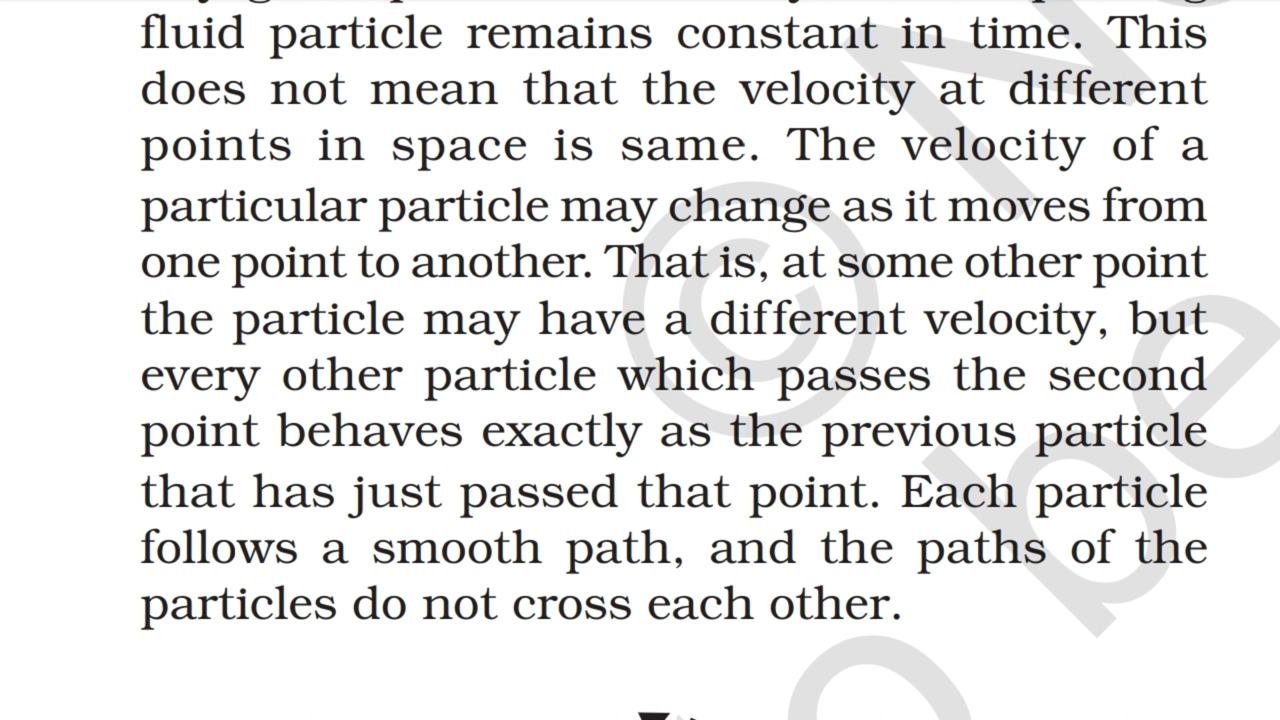 fluid particle remains constant in time. This
does not mean that the velocity at different
points in space is same. The velocity of a
particular particle may change as it moves from
one point to another. That is, at some other point
the particle may have a different velocity, but
every other particle which passes the second
point behaves exactly as the previous particle
that has just passed that point. Each particle
follows a smooth path, and the paths of the
particles do not cross each other.
© N
be